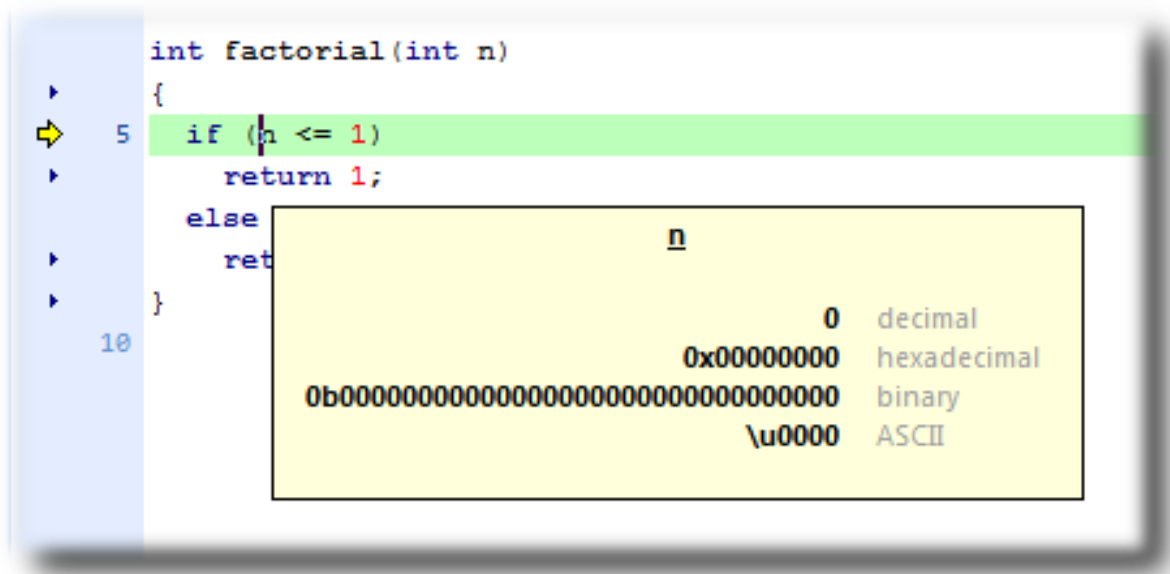 int factorial(int n)
{
5 if (n <= 1)
return 1;
else
ret
}
10
n
0 decimal
0x00000000 hexadecimal
0b00000000000000000000000000000000 binary
\u0000 ASCII